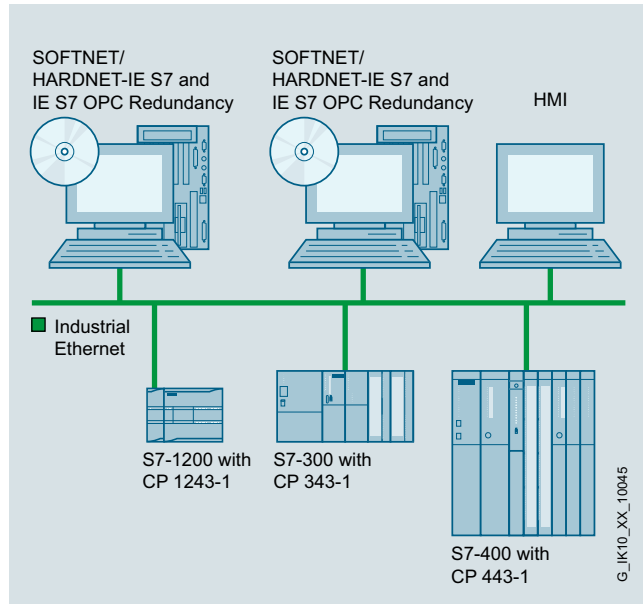 SOFTNET/
HARDNET-IE S7 and
IE S7 OPC Redundancy
SOFTNET/
HARDNET-IE S7 and
IE S7 OPC Redundancy
HMI
Industrial
Ethernet
S7-1200 with
CP 1243-1
S7-300 with
CP 343-1
S7-400 with
CP 443-1
G_IK10_XX_10045